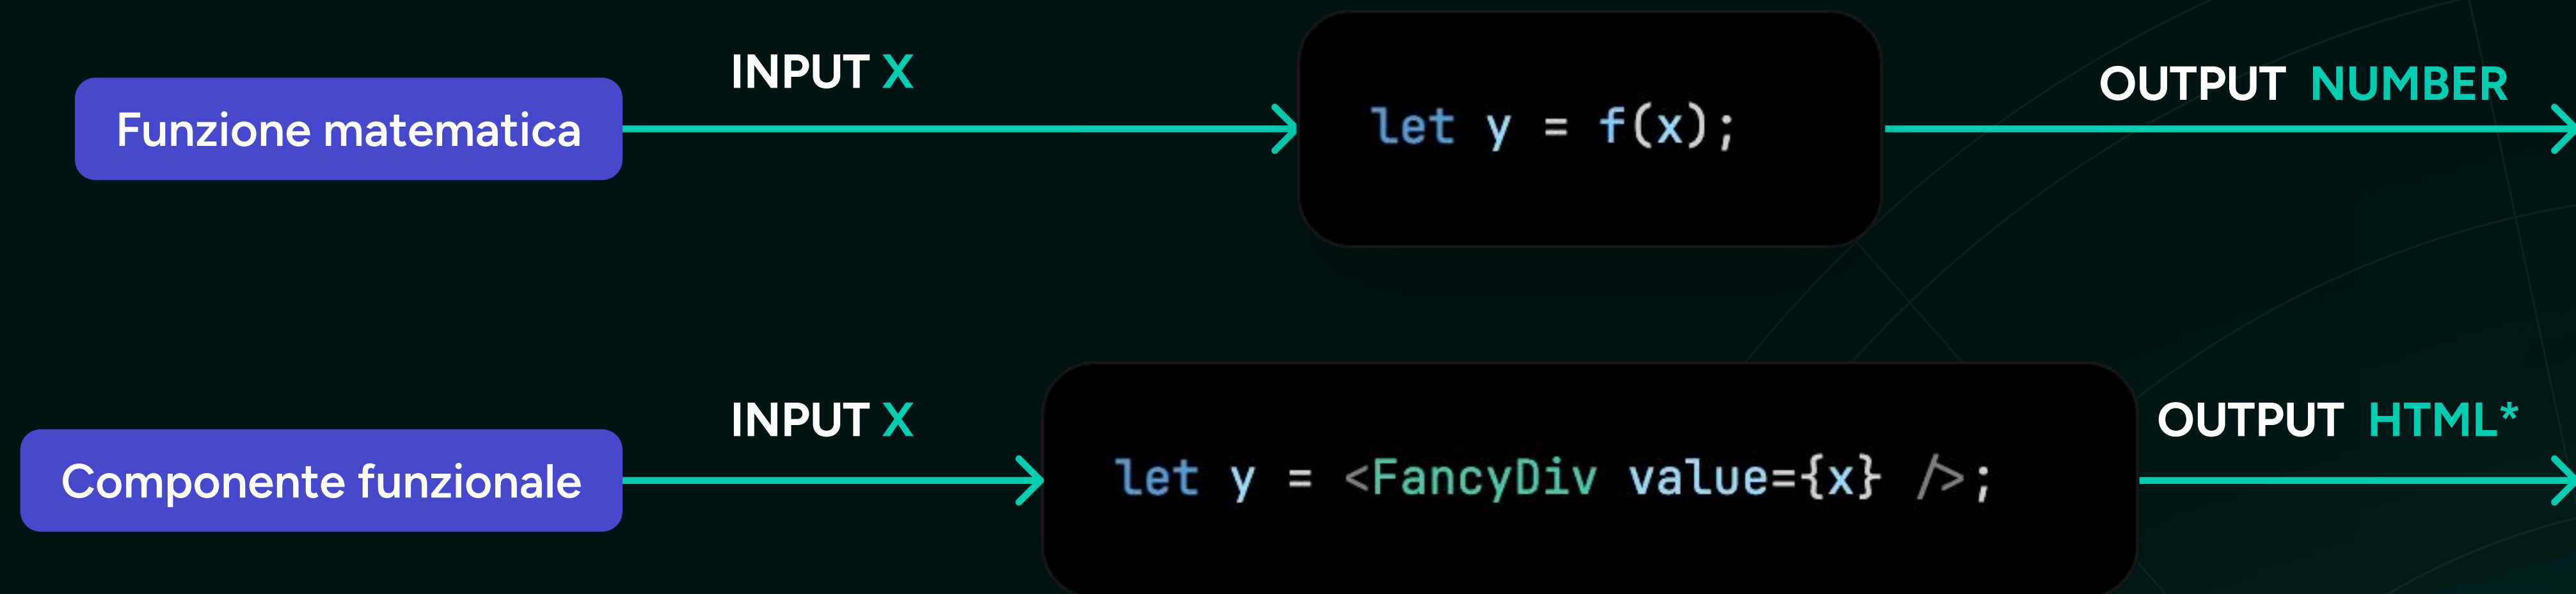 INPUT X
OUTPUT NUMBER
Funzione matematica
let y = f(x);
INPUT X
OUTPUT HTML*
Componente funzionale
let y = <FancyDiv value={x} />;